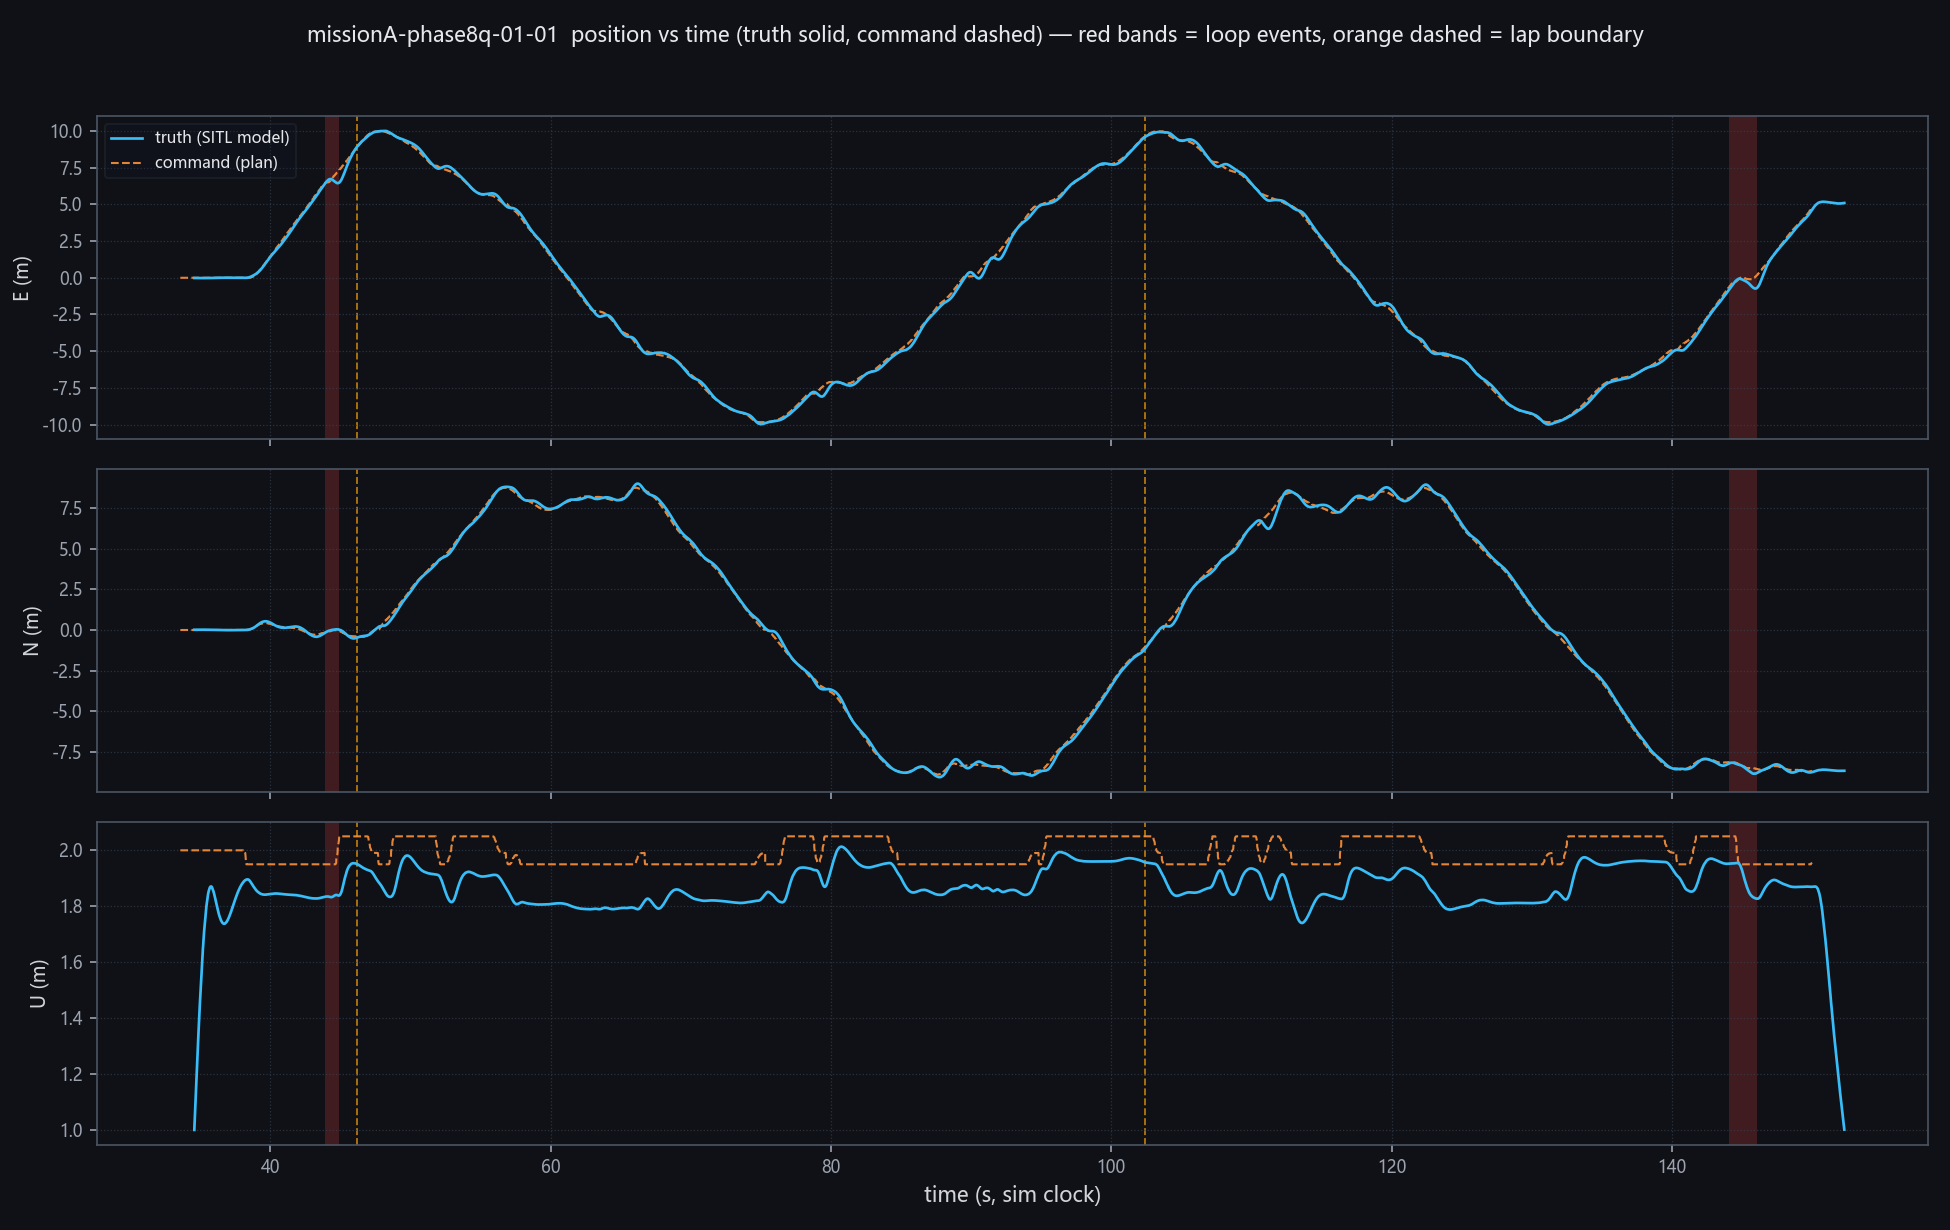 missionA-phase8q-01-01  position vs time (truth solid, command dashed) — red bands = loop events, orange dashed = lap boundary
truth (SITL model)
command (plan)
E (m)
10.0
7.5
5.0
2.5
0.0
-2.5
-5.0
-7.5
-10.0
N (m)
7.5
5.0
2.5
0.0
-2.5
-5.0
-7.5
U (m)
2.0
1.8
1.6
1.4
1.2
1.0
40 60 80 100 120 140
time (s, sim clock)